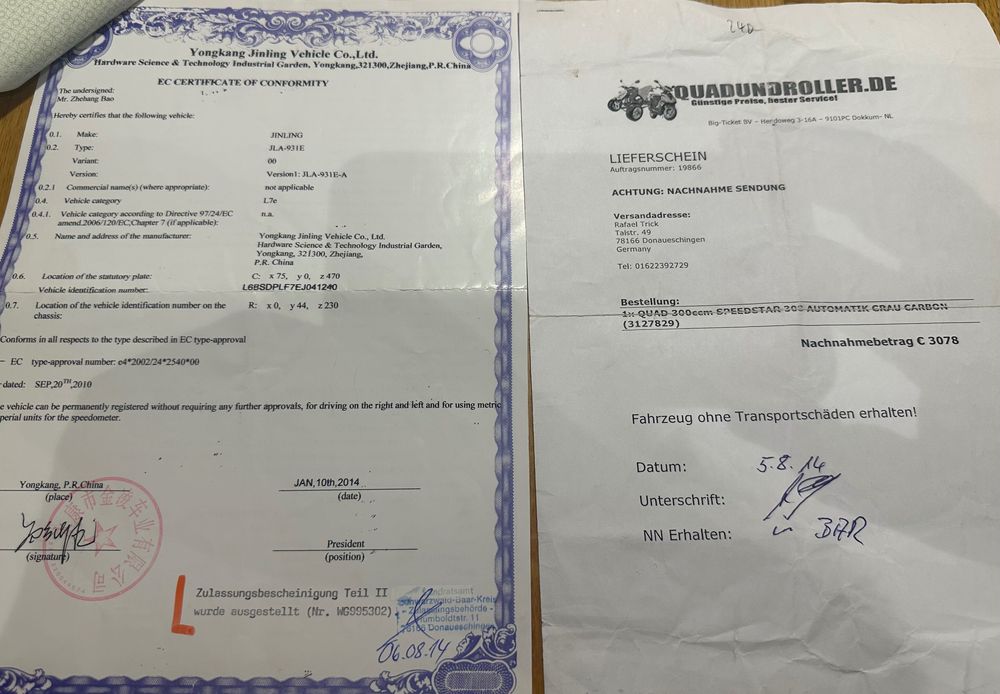 Yongkang Jinling Vehicle Co.,Ltd.
Hardware Science & Technology Industrial Garden, Yongkang,321300,Zhejiang,P.R.China
EC CERTIFICATE OF CONFORMITY
The undersigned:
Mr. Zhehang Bao
Hereby certifies that the following vehicle:
0.1. Make: JINLING
0.2. Type: JLA-931E
Variant: 00
Version: Version1: JLA-931E-A
0.2.1 Commercial name(s) (where appropriate): not applicable
0.4. Vehicle category L7e
0.4.1. Vehicle category according to Directive 97/24/EC n.a.
amend.2006/120/EC,Chapter 7 (if applicable):
0.5. Name and address of the manufacturer: Yongkang Jinling Vehicle Co., Ltd.
Hardware Science & Technology Industrial Garden,
Yongkang, 321300, Zhejiang,
P.R. China
0.6. Location of the statutory plate: C: x 75, y 0, z 470
Vehicle identification number: L6BSDPLF7EJ041240
0.7. Location of the vehicle identification number on the R: x 0, y 44, z 230
chassis:
Conforms in all respects to the type described in EC type-approval
– EC type-approval number: e4*2002/24*2540*00
dated: SEP,20TH,2010
e vehicle can be permanently registered without requiring any further approvals, for driving on the right and left and for using metric
perial units for the speedometer.
Yongkang, P.R.China JAN,10th,2014
(place) (date)
President
(signature) (position)
Zulassungsbescheinigung Teil II
wurde ausgestellt (Nr. WG995302)
ndratsamt
Schwarzwald-Baar-Kreis
- Zulassungsbehörde -
Humboldtstr. 11
78166 Donaueschingen
06.08.14
240
QUADUNDROLLER.DE
Günstige Preise, bester Service!
Big-Ticket BV – Hendoweg 3-16A – 9101PC Dokkum- NL
LIEFERSCHEIN
Auftragsnummer: 19866
ACHTUNG: NACHNAHME SENDUNG
Versandadresse:
Rafael Trick
Talstr. 49
78166 Donaueschingen
Germany
Tel: 01622392729
Bestellung:
1x QUAD 300ccm SPEEDSTAR 302 AUTOMATIK GRAU CARBON
(3127829)
Nachnahmebetrag € 3078
Fahrzeug ohne Transportschäden erhalten!
Datum: 5.8.14
Unterschrift:
NN Erhalten: BAR